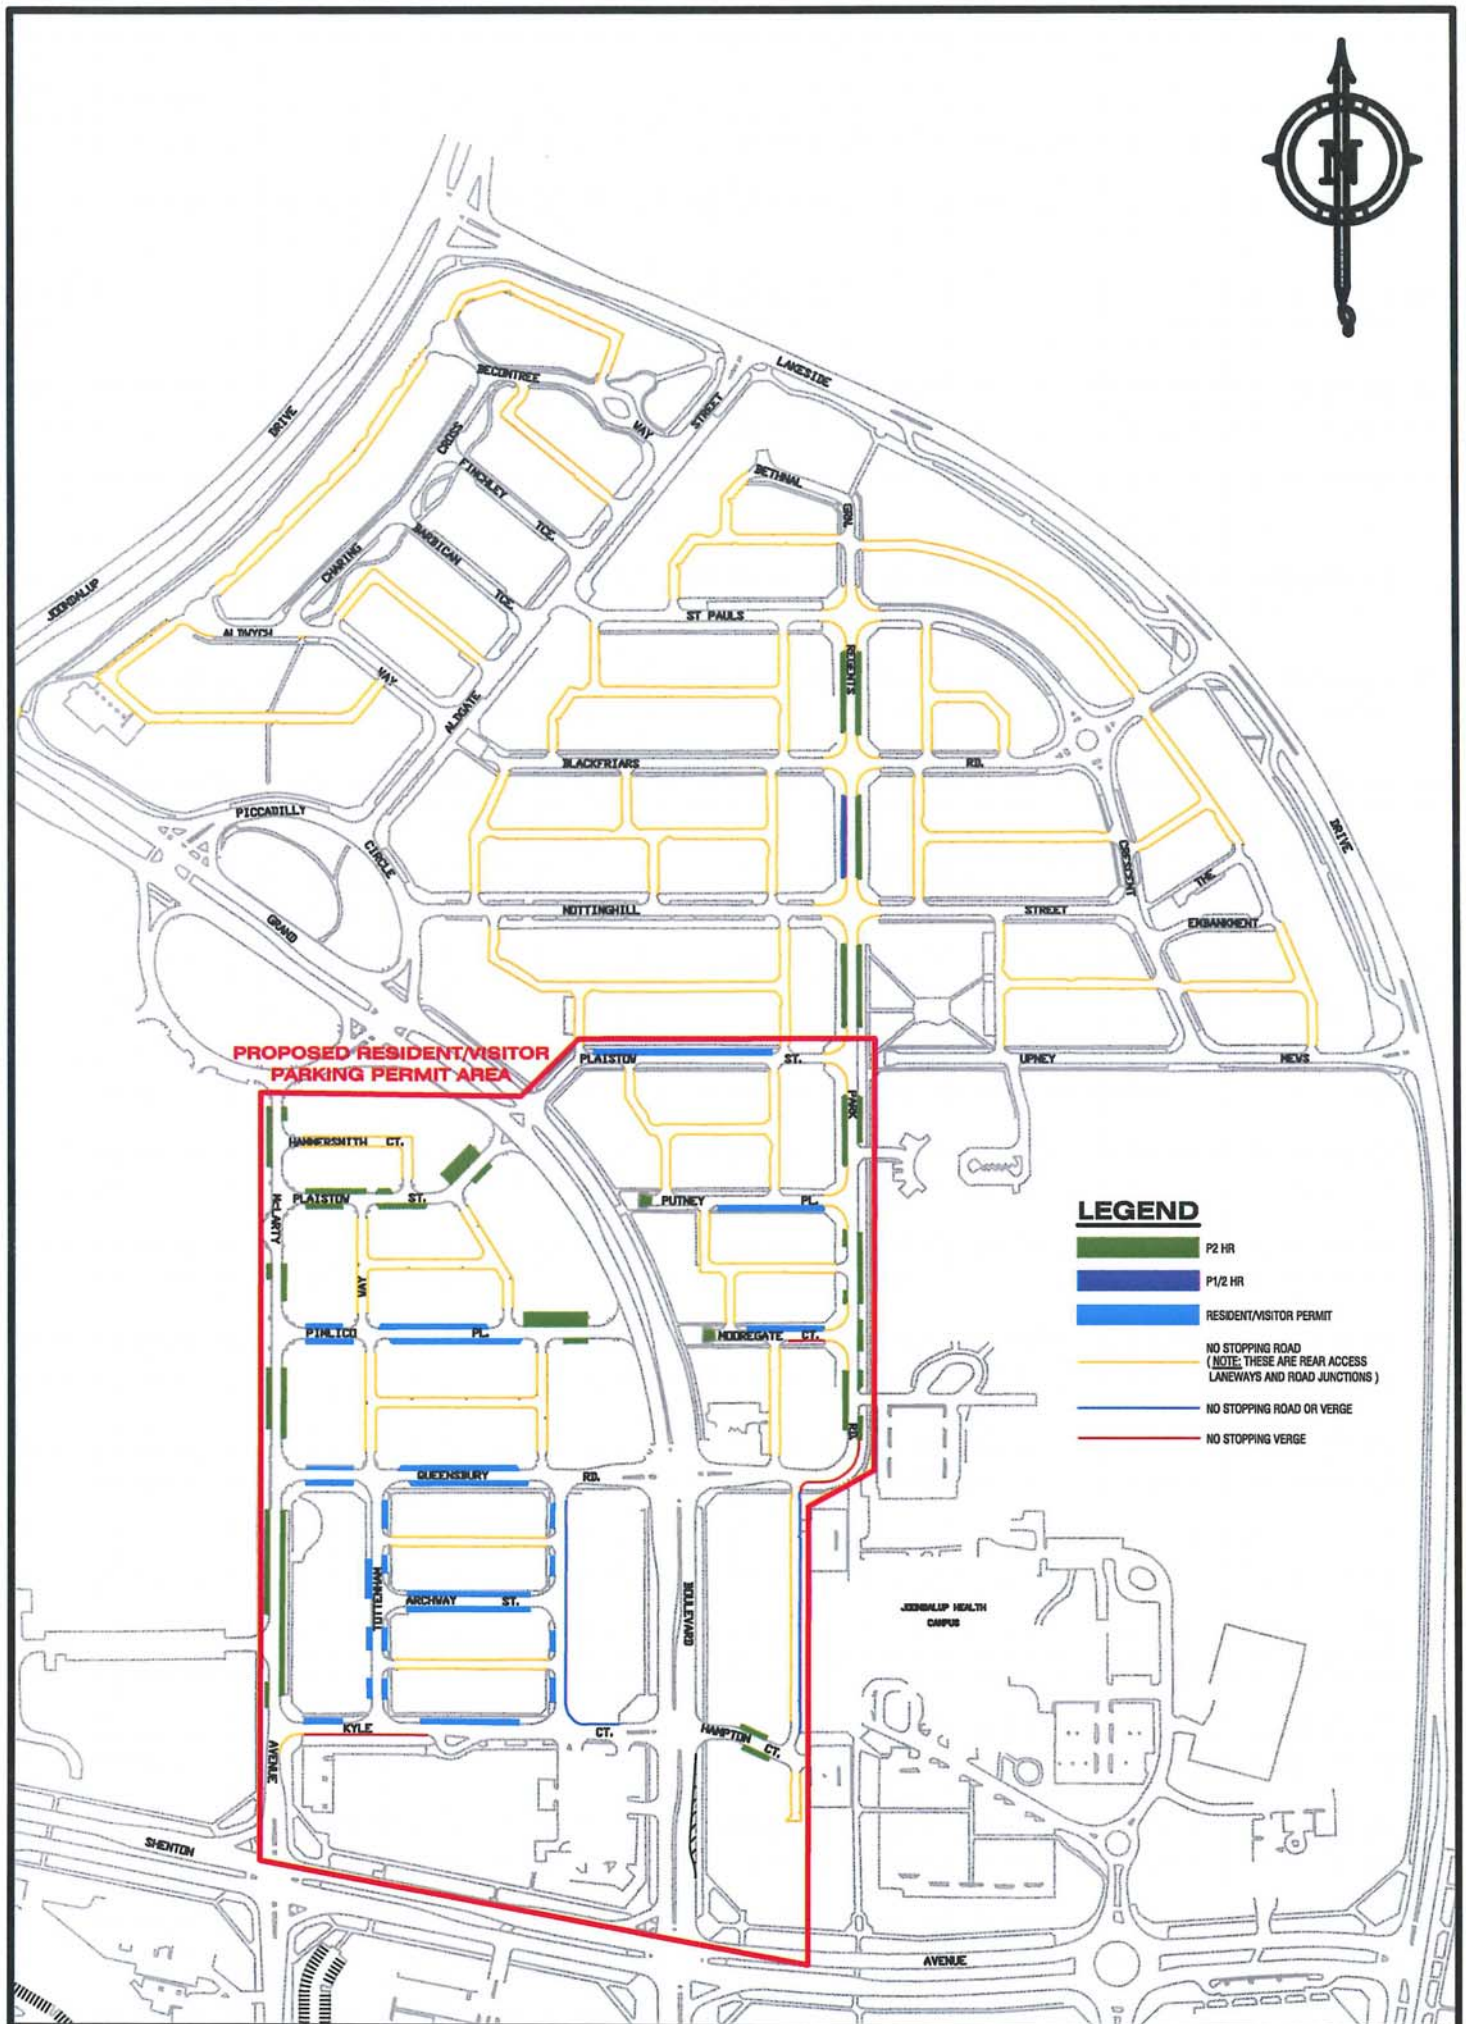 N
LAKESIDE
DRIVE
BECONTREE
WAY
STREET
CROSS
FINCHLEY
TCE.
BETHNAL
GRN.
BARBICAN
TCE.
CHARING
JOONDALUP
ST PAULS
ALDWYCH
WAY
REGENTS
ALDGATE
BLACKFRIARS
RD.
PICCADILLY
CIRCLE
DRIVE
CRESCENT
THE
NOTTINGHILL
STREET
EMBANKMENT
GRAND
PROPOSED RESIDENT/VISITOR
PARKING PERMIT AREA
PLAISTOW
ST.
UPNEY
MEWS
PARK
HAMMERSMITH CT.
McLARTY
PLAISTOW
ST.
PUTNEY
PL.
WAY
PIMLICO
PL.
MOOREGATE CT.
RD.
LEGEND
P2 HR
P1/2 HR
RESIDENT/VISITOR PERMIT
NO STOPPING ROAD
( NOTE: THESE ARE REAR ACCESS
LANEWAYS AND ROAD JUNCTIONS )
NO STOPPING ROAD OR VERGE
NO STOPPING VERGE
QUEENSBURY
RD.
TOTTENHAM
ARCHWAY
ST.
BOULEVARD
JOONDALUP HEALTH
CAMPUS
KYLE
CT.
HAMPTON
CT.
AVENUE
SHENTON
AVENUE